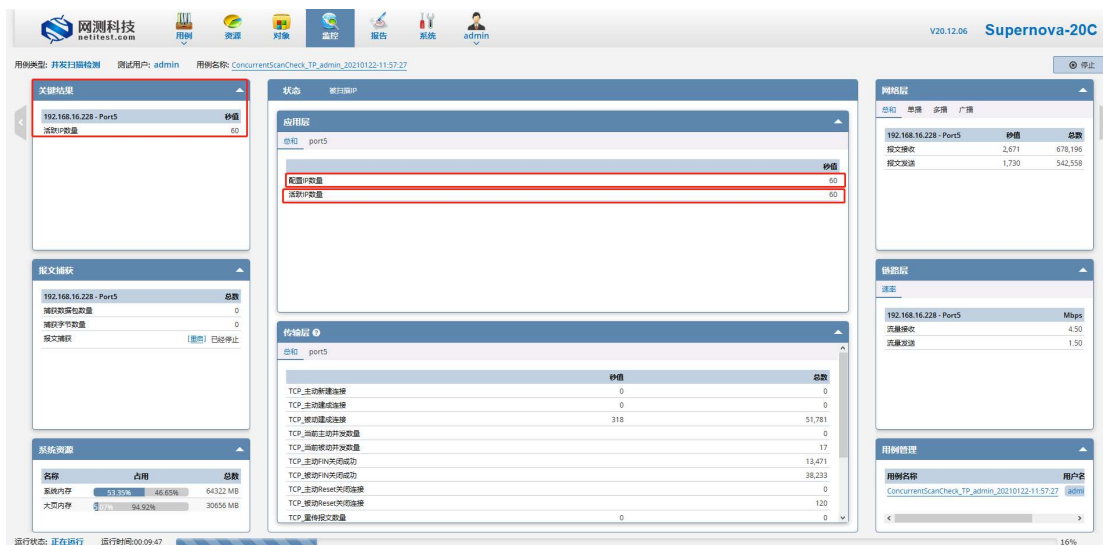 网测科技
netitest.com
用例 资源 对象 监控 报告 系统 admin
V20.12.06 Supernova-20C
用例类型: 并发扫描检测 测试用户: admin 用例名称: ConcurrentScanCheck_TP_admin_20210122-11:57:27
停止
关键结果
192.168.16.228 - Port5 秒值
活跃IP数量 60
报文捕获
192.168.16.228 - Port5 总数
捕获数据包数量 0
捕获字节数量 0
报文捕获 [重启] 已经停止
系统资源
名称 占用 总数
系统内存 53.35% 46.65% 64322 MB
大页内存 94.92% 30656 MB
状态 被扫描IP
应用层
总和 port5
秒值
配置IP数量 60
活跃IP数量 60
传输层
总和 port5
秒值 总数
TCP_主动新建连接 0 0
TCP_主动建成连接 0 0
TCP_被动建成连接 318 51,781
TCP_当前主动并发数量 0
TCP_当前被动并发数量 17
TCP_主动FIN关闭成功 13,471
TCP_被动FIN关闭成功 38,233
TCP_主动Reset关闭连接 0
TCP_被动Reset关闭连接 120
TCP_重传报文数量 0 0
网络层
总和 单播 多播 广播
192.168.16.228 - Port5 秒值 总数
报文接收 2,671 678,196
报文发送 1,730 542,558
链路层
速率
192.168.16.228 - Port5 Mbps
流量接收 4.50
流量发送 1.50
用例管理
用例名称 用户名
ConcurrentScanCheck_TP_admin_20210122-11:57:27 admi
运行状态: 正在运行 运行时间:00:09:47 16%